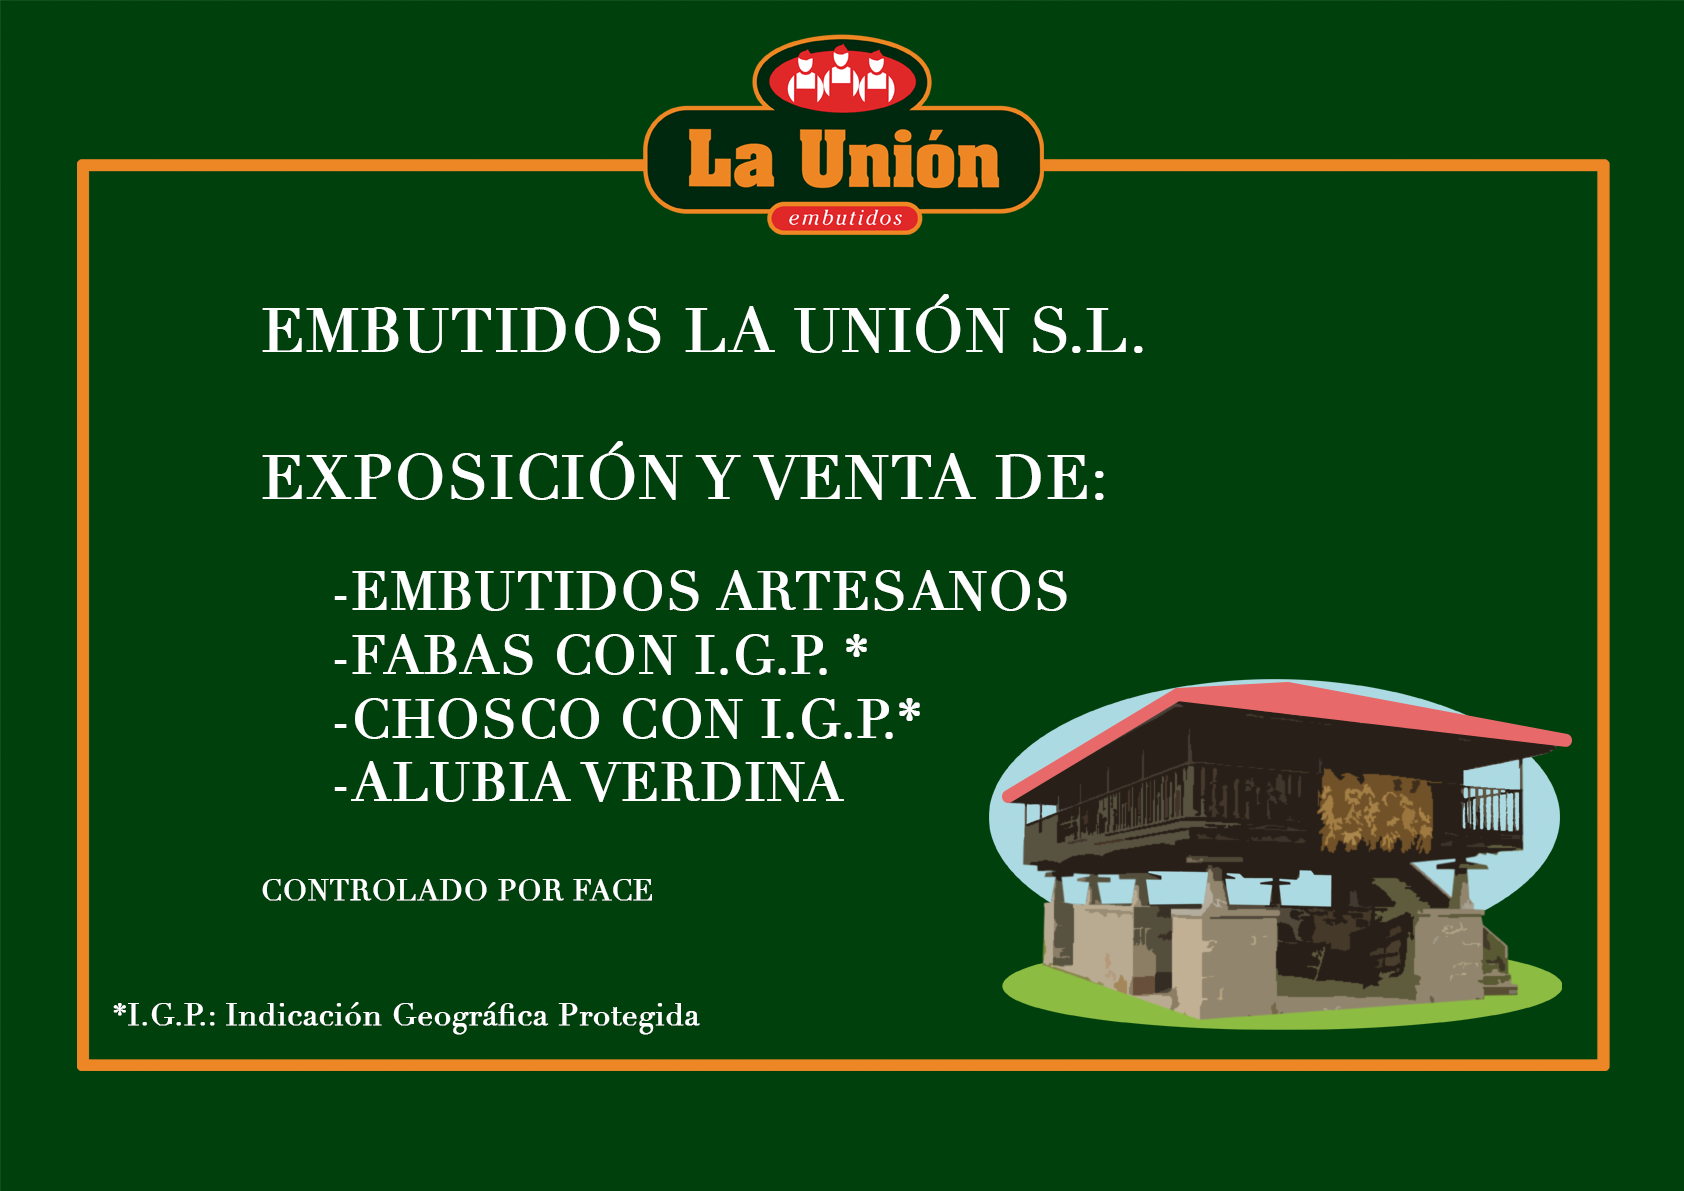 La Unión
embutidos
EMBUTIDOS LA UNIÓN S.L.
EXPOSICIÓN Y VENTA DE:
-EMBUTIDOS ARTESANOS
-FABAS CON I.G.P. *
-CHOSCO CON I.G.P.*
-ALUBIA VERDINA
CONTROLADO POR FACE
*I.G.P.: Indicación Geográfica Protegida